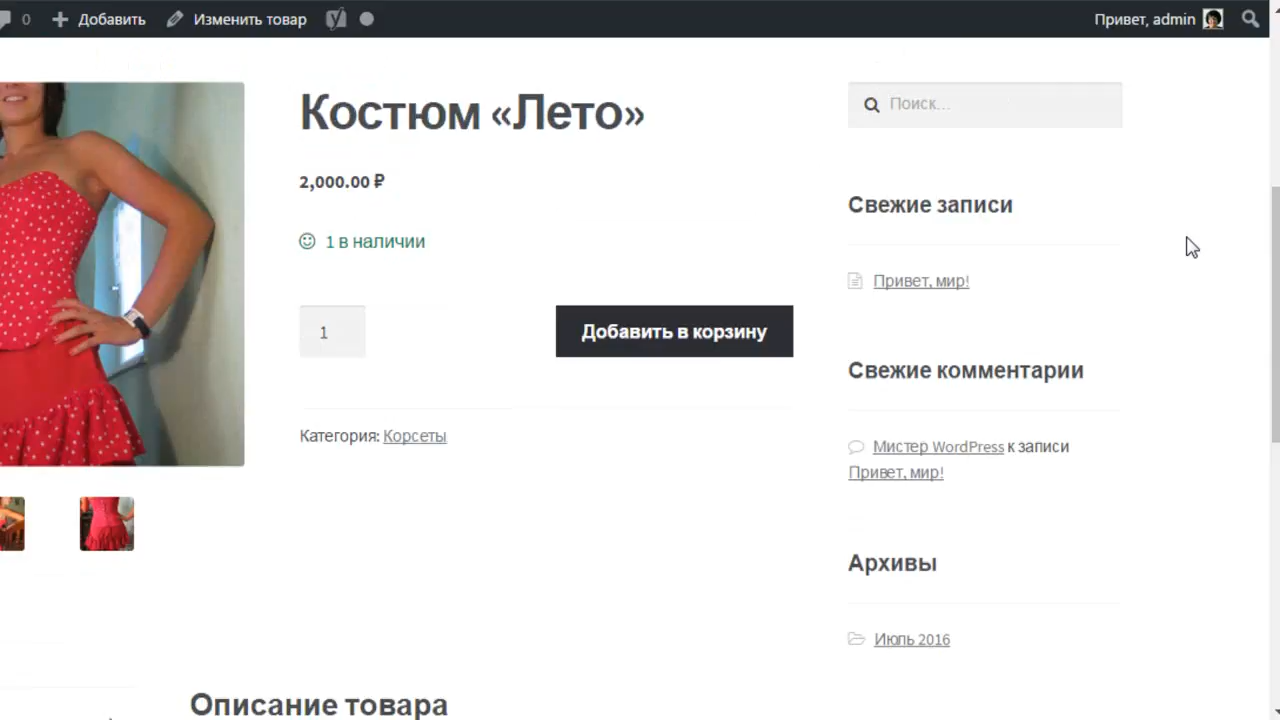 0 Добавить Изменить товар Привет, admin
Костюм «Лето»
2,000.00 ₽
1 в наличии
1 Добавить в корзину
Категория: Корсеты
Поиск…
Свежие записи
Привет, мир!
Свежие комментарии
Мистер WordPress к записи
Привет, мир!
Архивы
Июль 2016
Описание товара